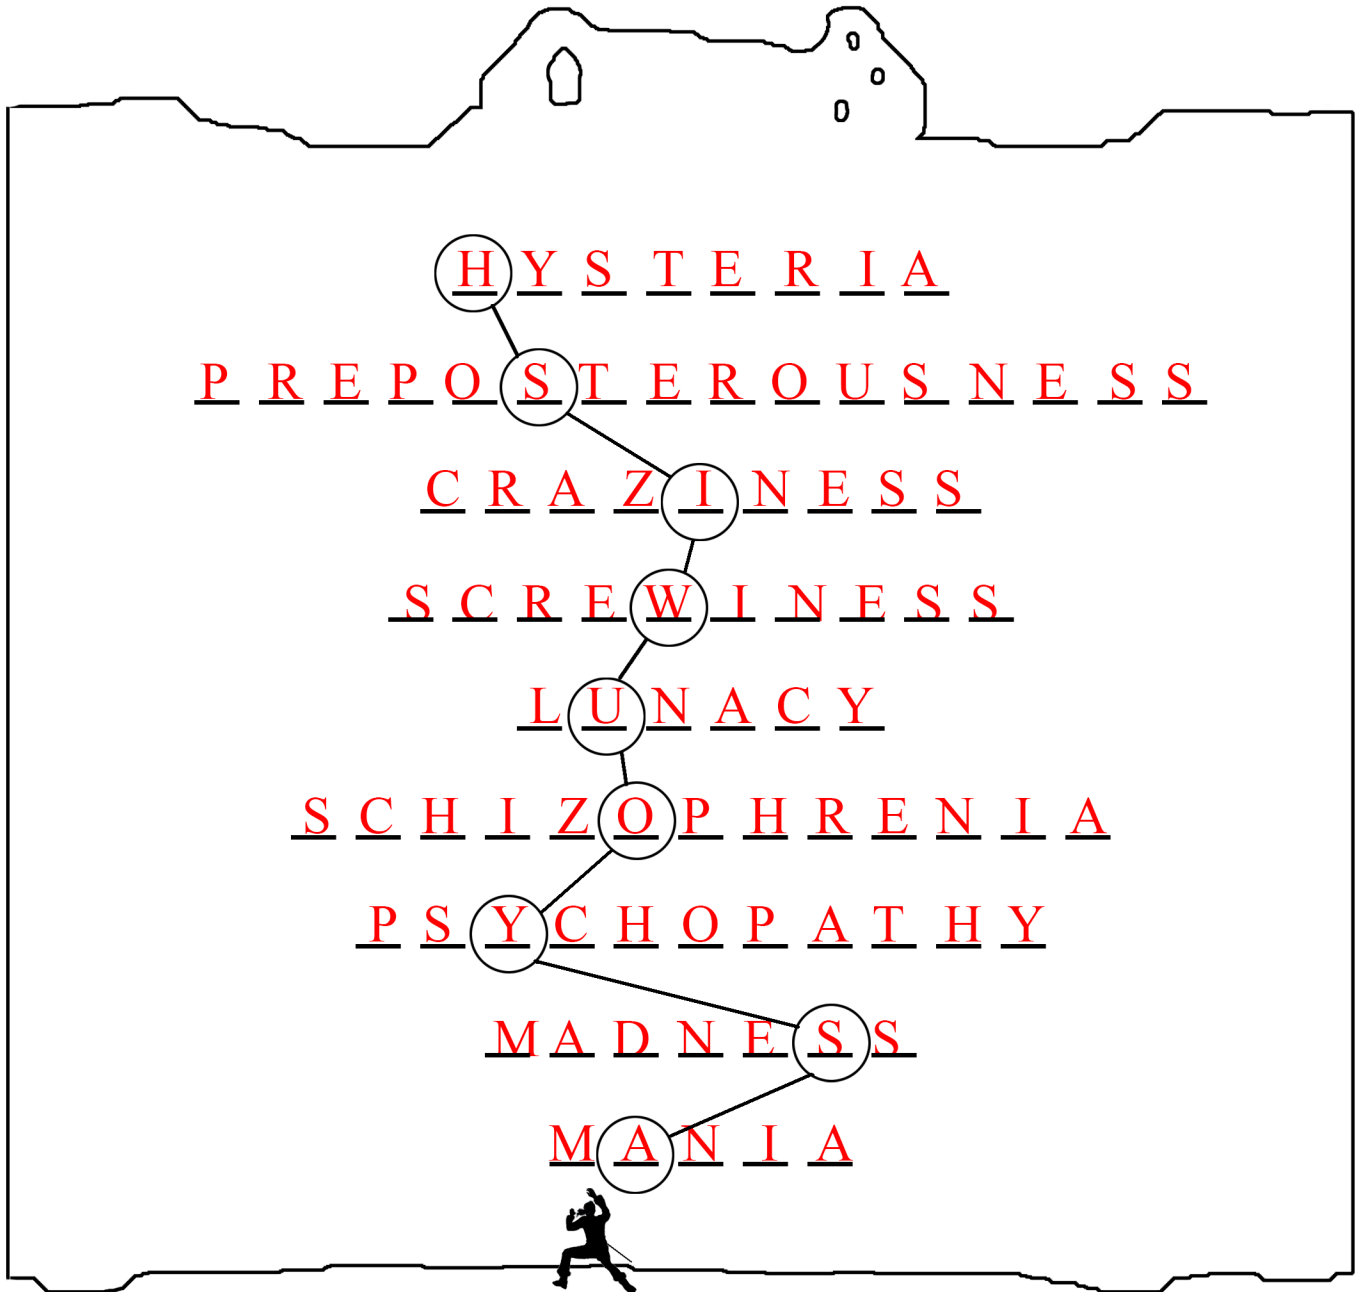 HYSTERIA
PREPOSTEROUSNESS
CRAZINESS
SCREWINESS
LUNACY
SCHIZOPHRENIA
PSYCHOPATHY
MADNESS
MANIA